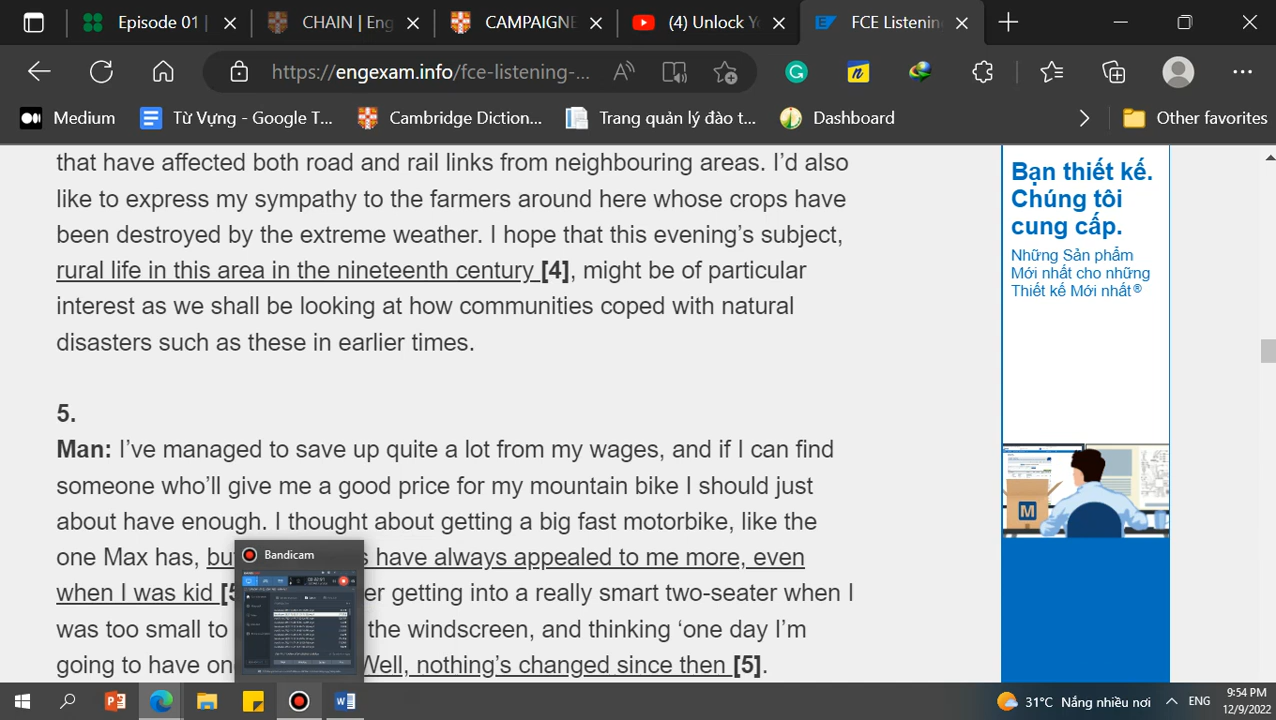 Episode 01 |
CHAIN | Eng
CAMPAIGNE
(4) Unlock Yo
FCE Listenin
https://engexam.info/fce-listening-...
Medium
Từ Vựng - Google T...
Cambridge Diction...
Trang quản lý đào t...
Dashboard
Other favorites
that have affected both road and rail links from neighbouring areas. I'd also
like to express my sympathy to the farmers around here whose crops have
been destroyed by the extreme weather. I hope that this evening's subject,
rural life in this area in the nineteenth century [4], might be of particular
interest as we shall be looking at how communities coped with natural
disasters such as these in earlier times.
5.
Man: I've managed to save up quite a lot from my wages, and if I can find
someone who'll give me a good price for my mountain bike I should just
about have enough. I thought about getting a big fast motorbike, like the
one Max has, bu s have always appealed to me more, even
when I was kid [5 er getting into a really smart two-seater when I
was too small to the windscreen, and thinking 'one day I'm
going to have on Well, nothing's changed since then [5].
Bandicam
Bạn thiết kế.
Chúng tôi
cung cấp.
Những Sản phẩm
Mới nhất cho những
Thiết kế Mới nhất®
M
31°C Nắng nhiều nơi
ENG
9:54 PM
12/9/2022